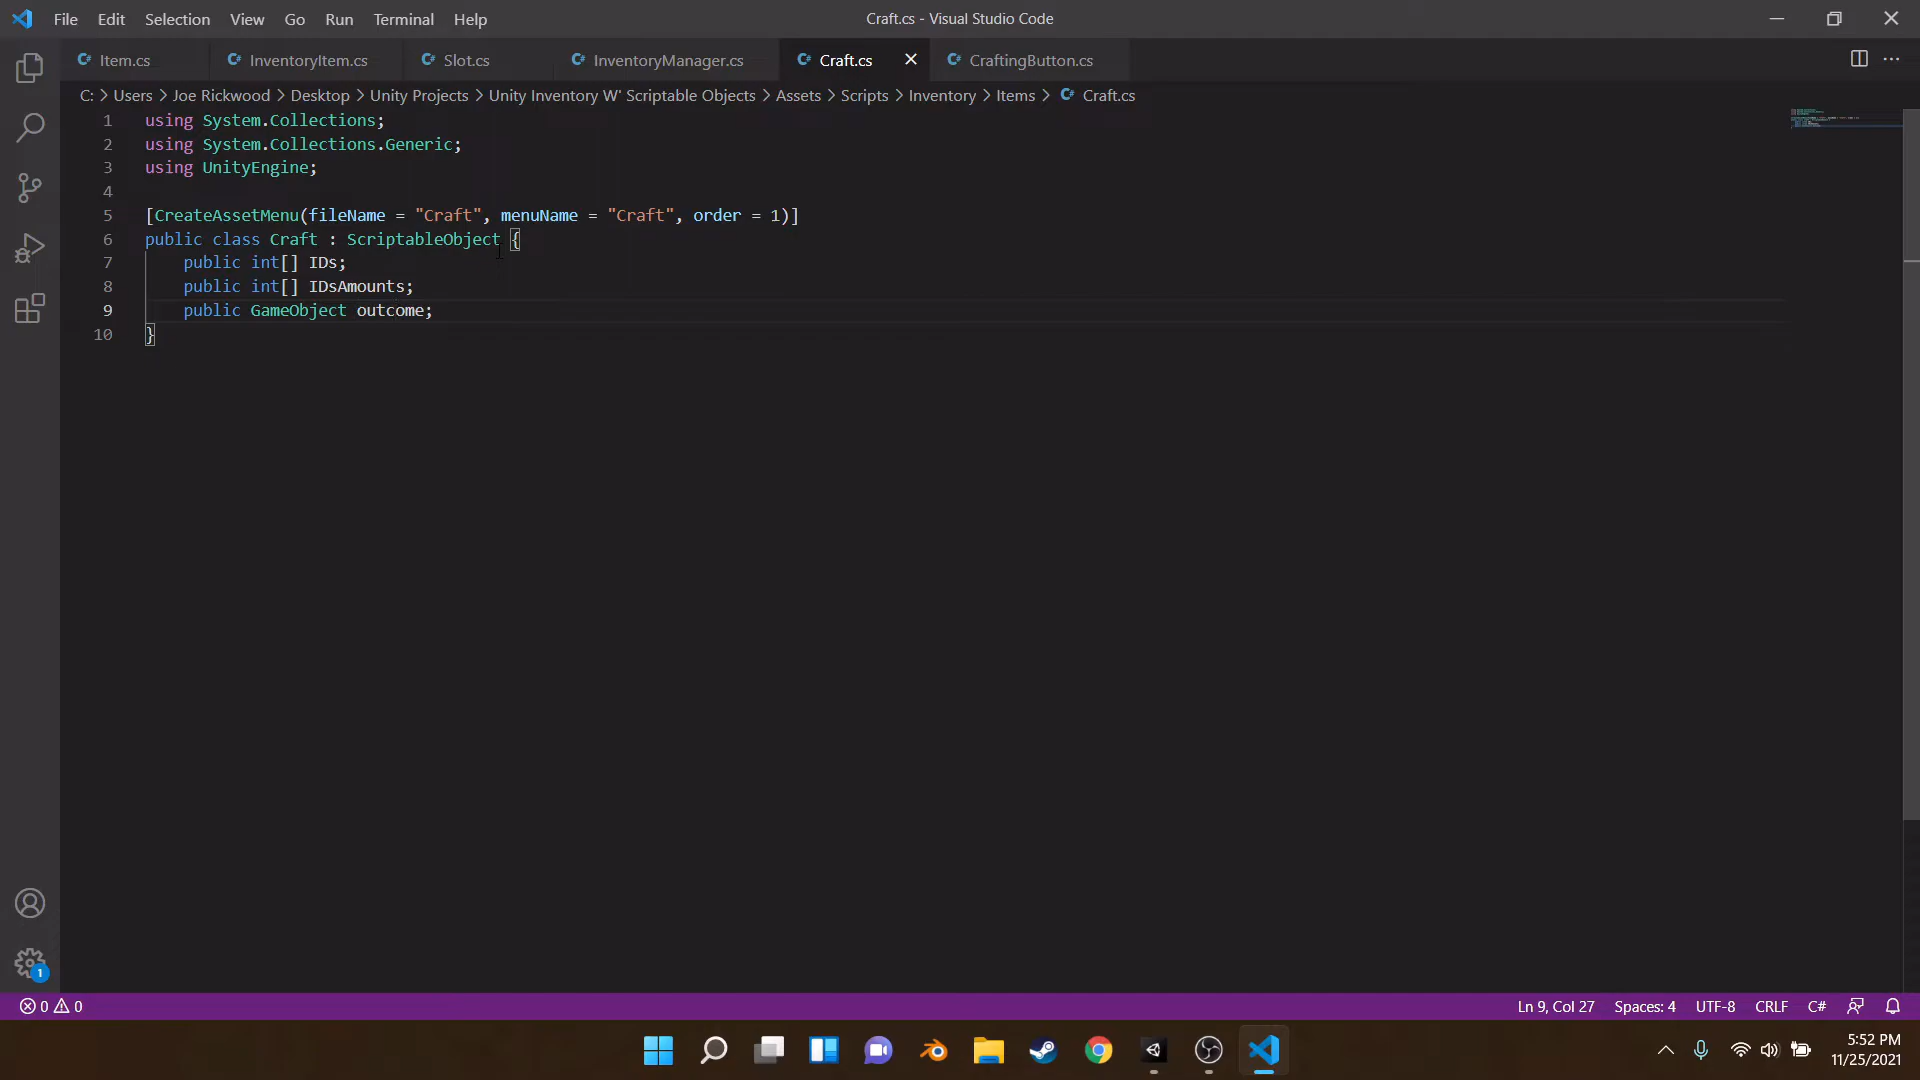 File Edit Selection View Go Run Terminal Help
Craft.cs - Visual Studio Code
Item.cs InventoryItem.cs Slot.cs InventoryManager.cs Craft.cs CraftingButton.cs
C: > Users > Joe Rickwood > Desktop > Unity Projects > Unity Inventory W' Scriptable Objects > Assets > Scripts > Inventory > Items > Craft.cs
1 using System.Collections;
2 using System.Collections.Generic;
3 using UnityEngine;
4
5 [CreateAssetMenu(fileName = "Craft", menuName = "Craft", order = 1)]
6 public class Craft : ScriptableObject {
7     public int[] IDs;
8     public int[] IDsAmounts;
9     public GameObject outcome;
10 }
1
0 0 Ln 9, Col 27 Spaces: 4 UTF-8 CRLF C#
5:52 PM
11/25/2021